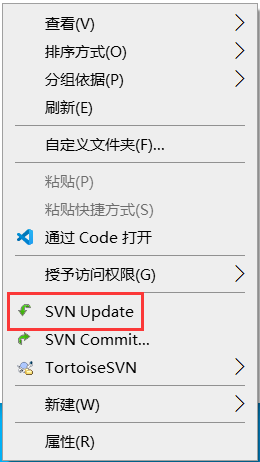 查看(V)
排序方式(O)
分组依据(P)
刷新(E)
自定义文件夹(F)...
粘贴(P)
粘贴快捷方式(S)
通过 Code 打开
授予访问权限(G)
SVN Update
SVN Commit...
TortoiseSVN
新建(W)
属性(R)